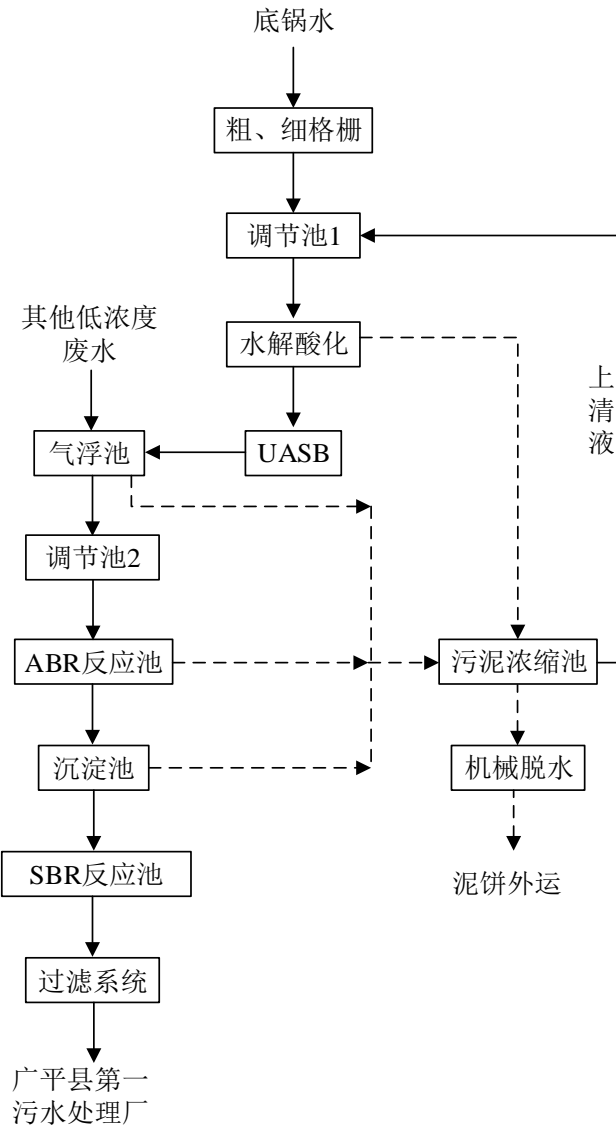 底锅水
粗、细格栅
调节池1
其他低浓度
废水
水解酸化
上
清
液
气浮池
UASB
调节池2
ABR反应池
污泥浓缩池
沉淀池
机械脱水
SBR反应池
泥饼外运
过滤系统
广平县第一
污水处理厂